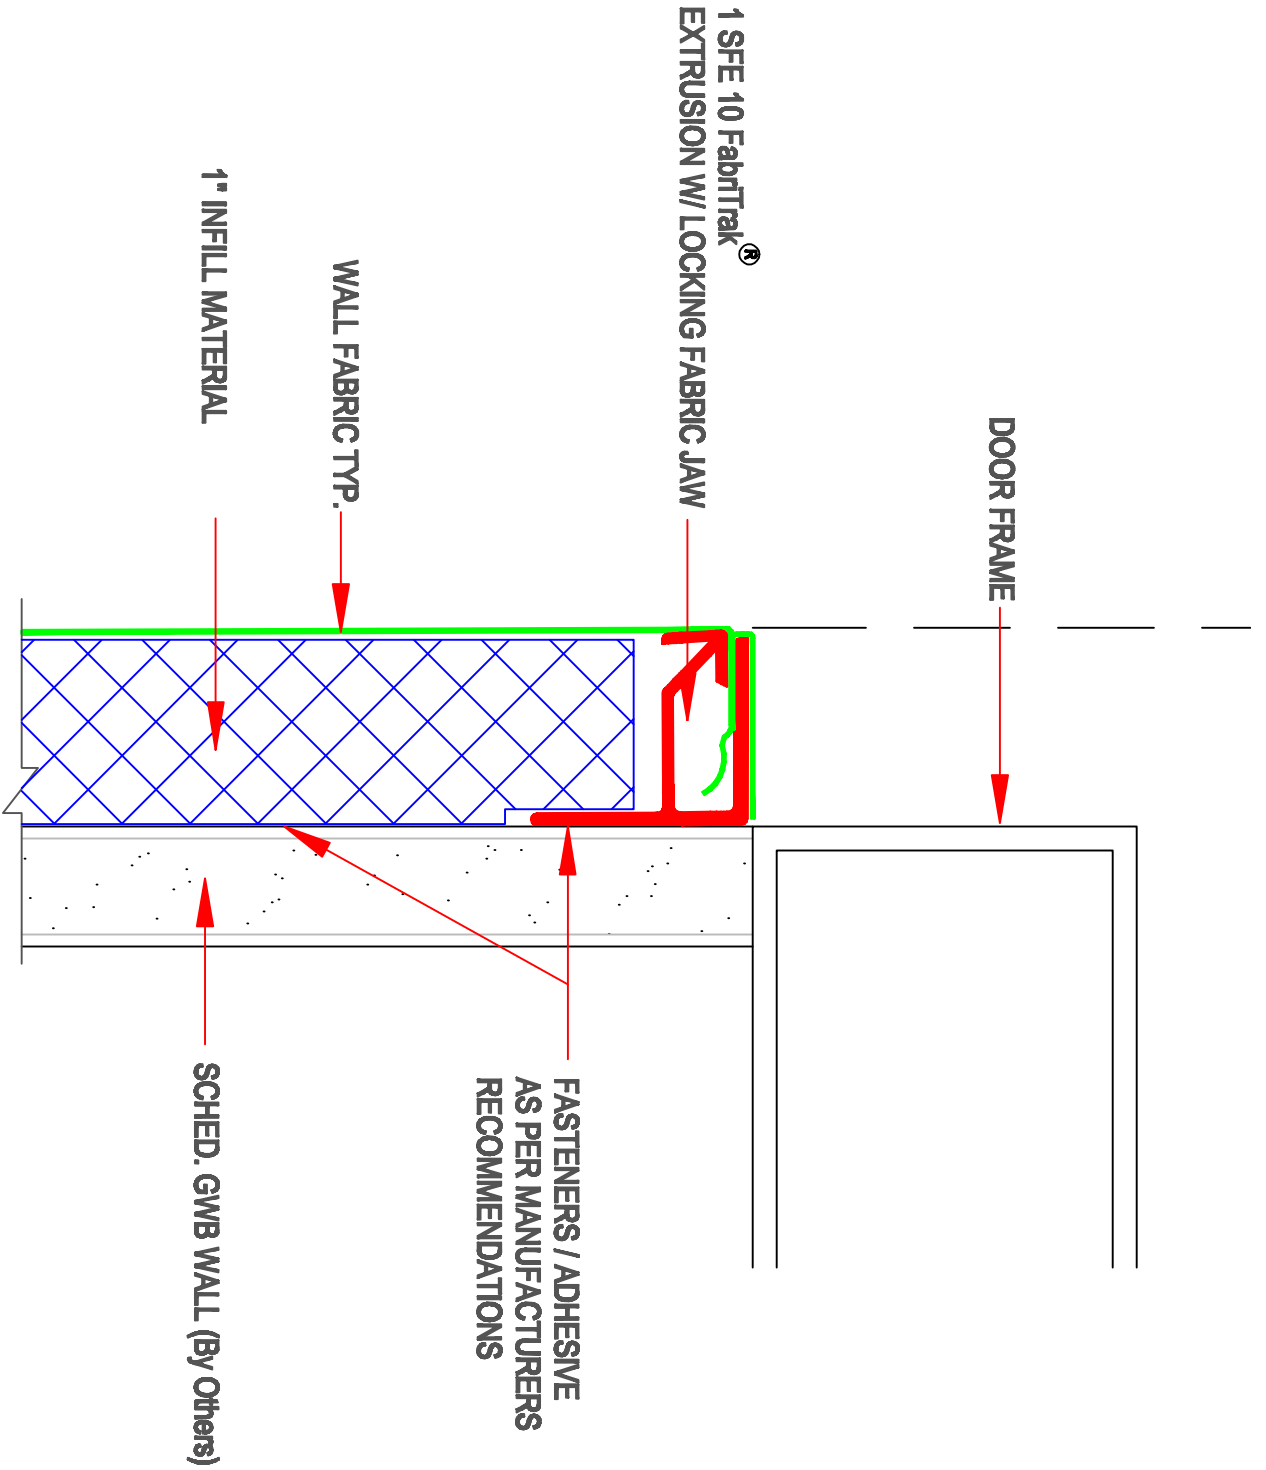 DOOR FRAME
1 SFE 10 FabriTrak®
EXTRUSION W/ LOCKING FABRIC JAW
WALL FABRIC TYP.
1" INFILL MATERIAL
FASTENERS / ADHESIVE
AS PER MANUFACTURERS
RECOMMENDATIONS
SCHED. GWB WALL (By Others)